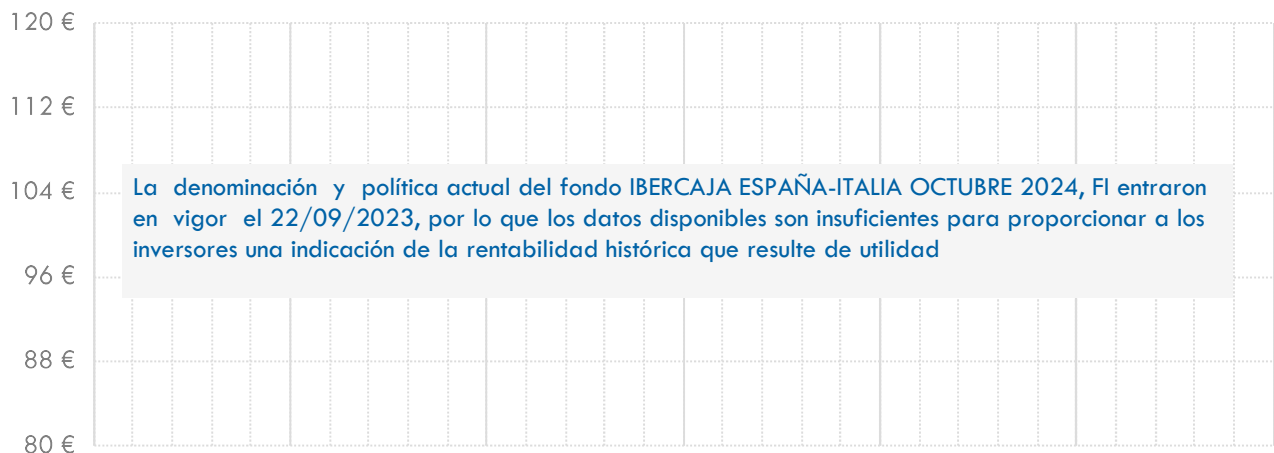 120 €
112 €
104 €
La denominación y política actual del fondo IBERCAJA ESPAÑA-ITALIA OCTUBRE 2024, FI entraron
en vigor el 22/09/2023, por lo que los datos disponibles son insuficientes para proporcionar a los
inversores una indicación de la rentabilidad histórica que resulte de utilidad
96 €
88 €
80 €